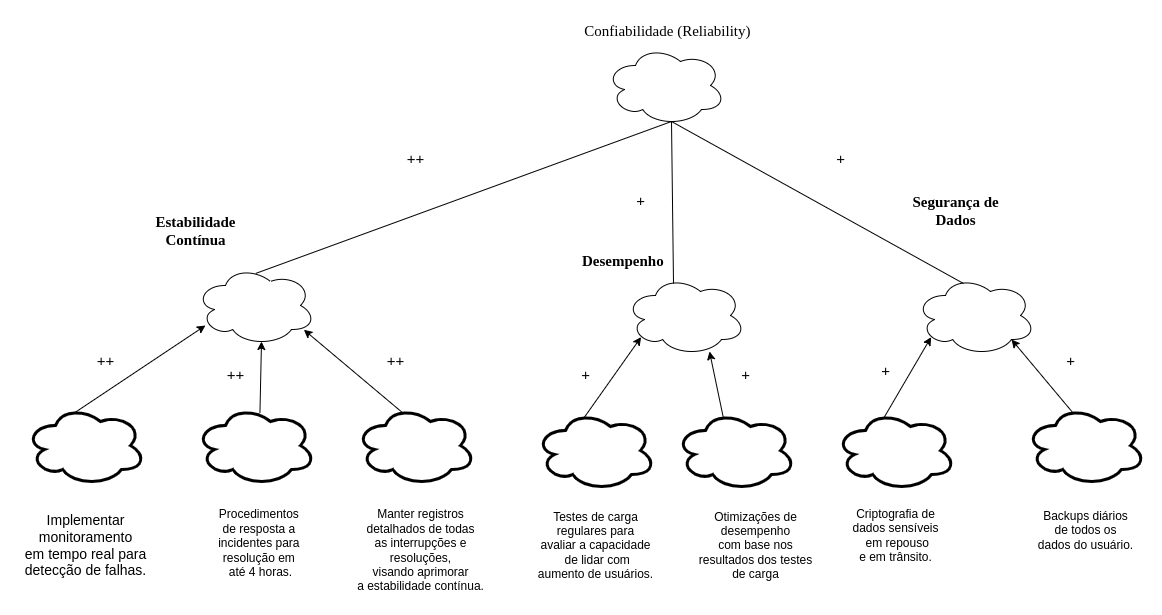 Confiabilidade (Reliability)
++
+
+
Estabilidade
Contínua
Desempenho
Segurança de
Dados
++
++
++
+
+
+
+
Implementar
monitoramento
em tempo real para
detecção de falhas.
Procedimentos
de resposta a
incidentes para
resolução em
até 4 horas.
Manter registros
detalhados de todas
as interrupções e
resoluções,
visando aprimorar
a estabilidade contínua.
Testes de carga
regulares para
avaliar a capacidade
de lidar com
aumento de usuários.
Otimizações de
desempenho
com base nos
resultados dos testes
de carga
Criptografia de
dados sensíveis
em repouso
e em trânsito.
Backups diários
de todos os
dados do usuário.